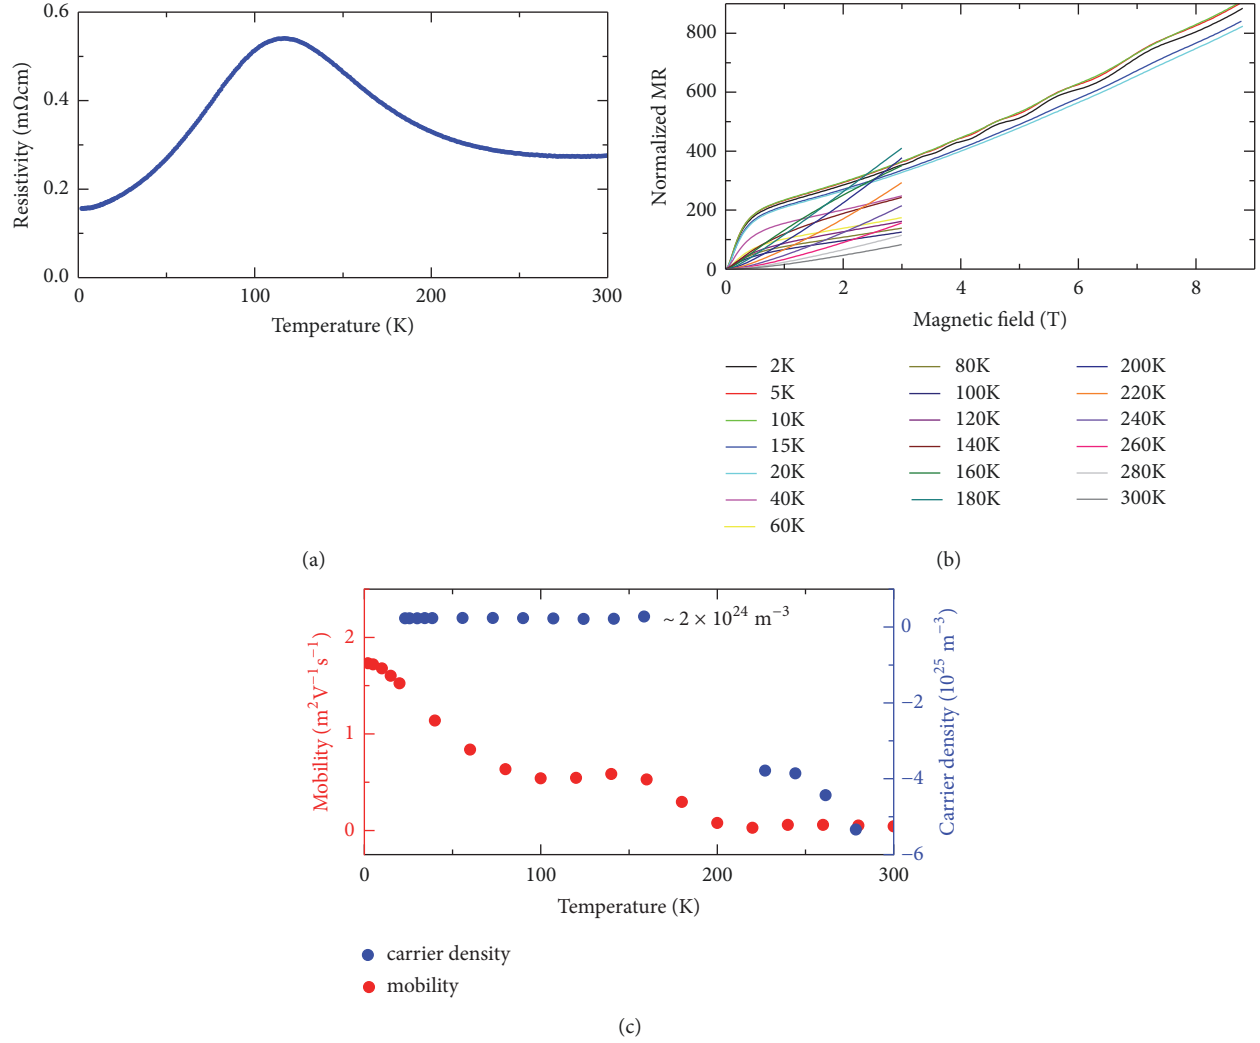 0.6
0.4
0.2
0.0
Resistivity (mΩcm)
0
100
200
300
Temperature (K)
800
600
400
200
0
Normalized MR
0
2
4
6
8
Magnetic field (T)
2K
5K
10K
15K
20K
40K
60K
80K
100K
120K
140K
160K
180K
200K
220K
240K
260K
280K
300K
(a)
(b)
2
1
0
Mobility (m²V⁻¹s⁻¹)
~ 2 × 10²⁴ m⁻³
0
−2
−4
−6
Carrier density (10²⁵ m⁻³)
0
100
200
300
Temperature (K)
carrier density
mobility
(c)